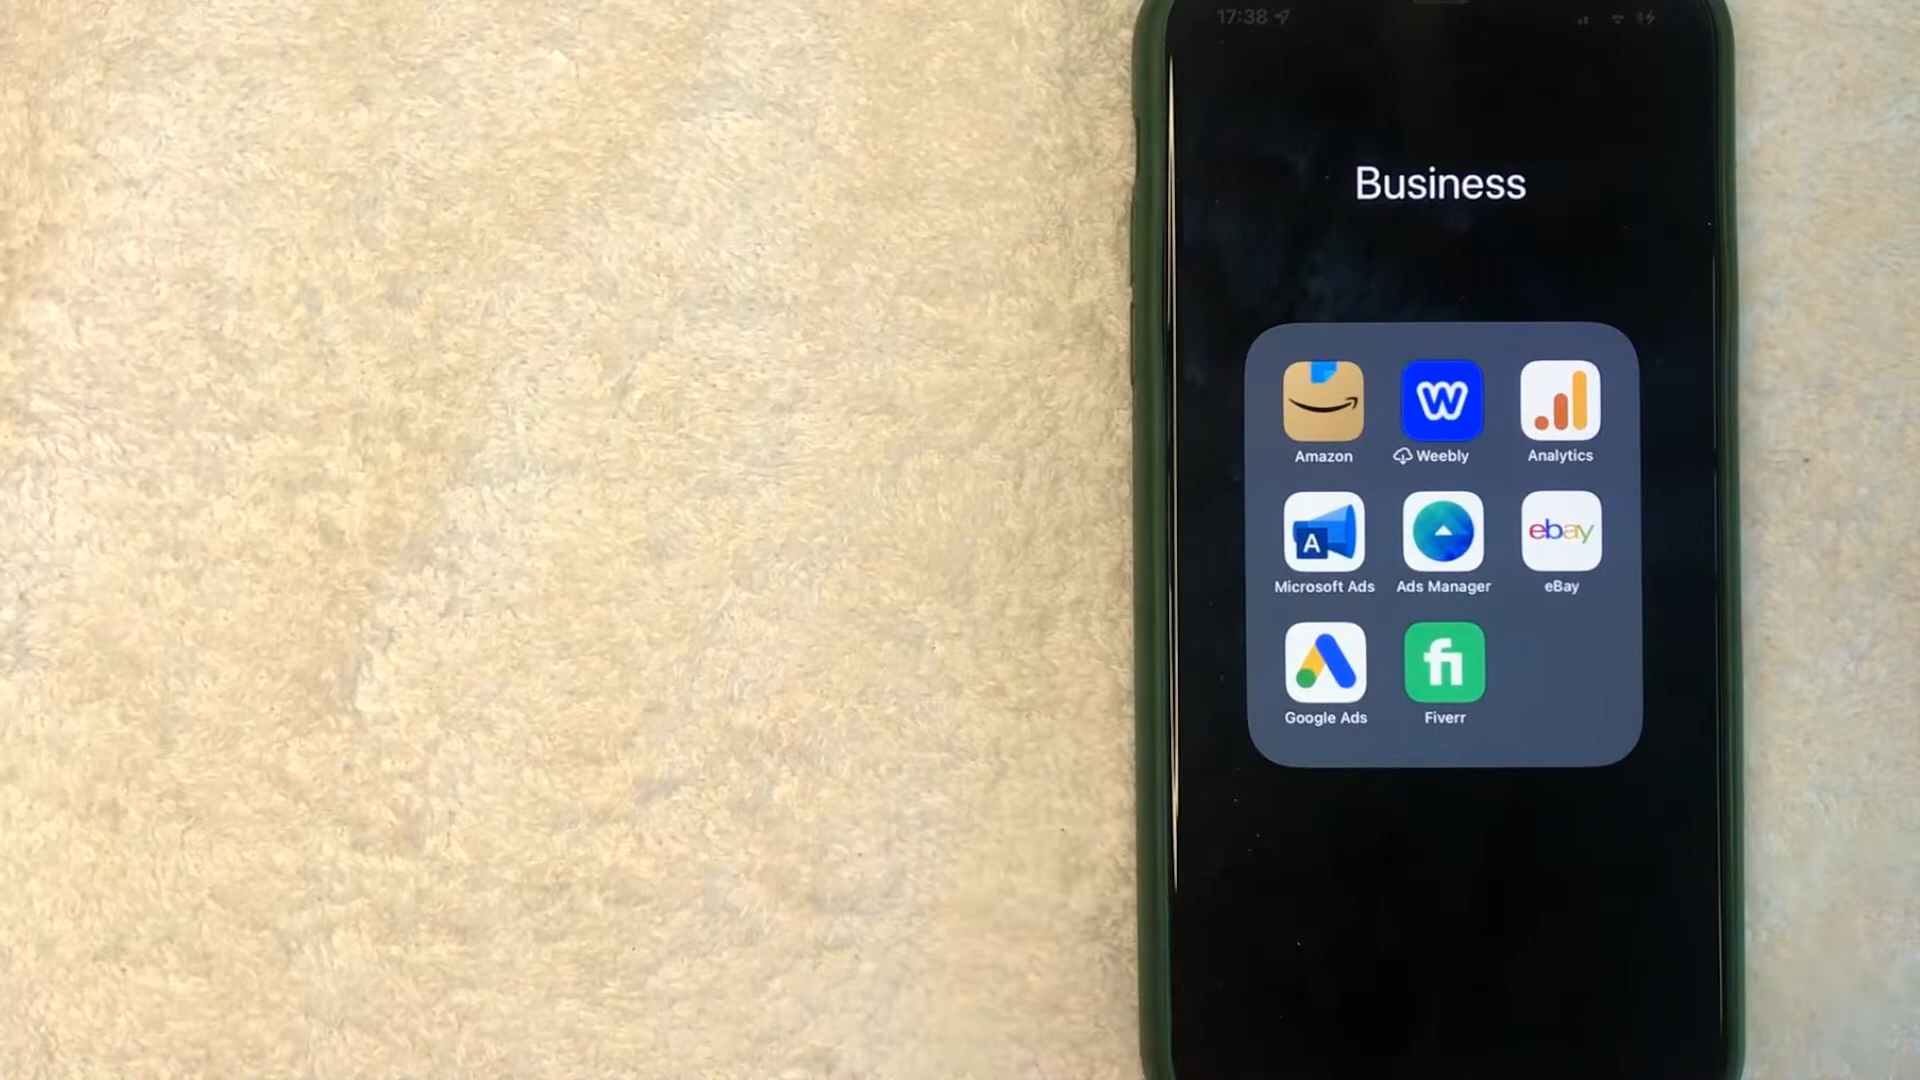 17:38
Business
Amazon
Weebly
Analytics
A
Microsoft Ads
Ads Manager
ebay
eBay
Google Ads
fi
Fiverr